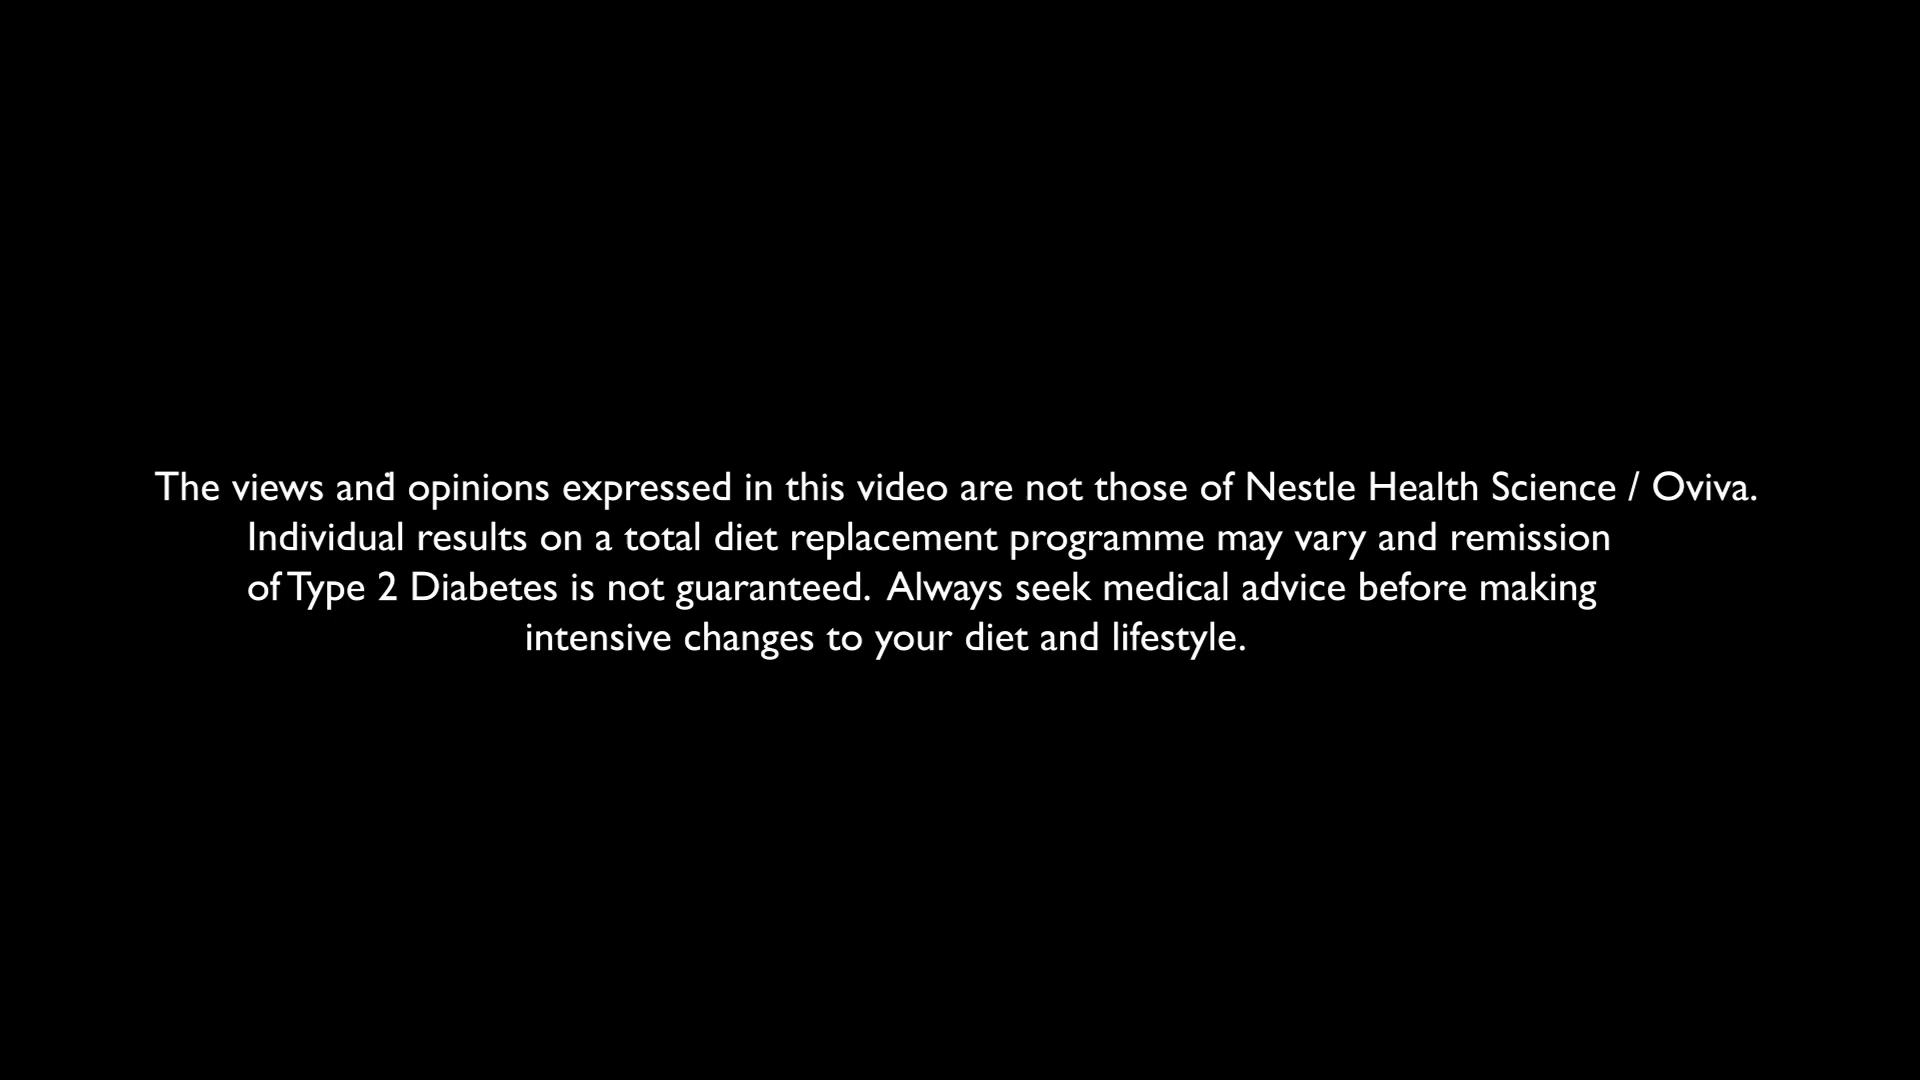 The views and opinions expressed in this video are not those of Nestle Health Science / Oviva.
Individual results on a total diet replacement programme may vary and remission
of Type 2 Diabetes is not guaranteed. Always seek medical advice before making
intensive changes to your diet and lifestyle.